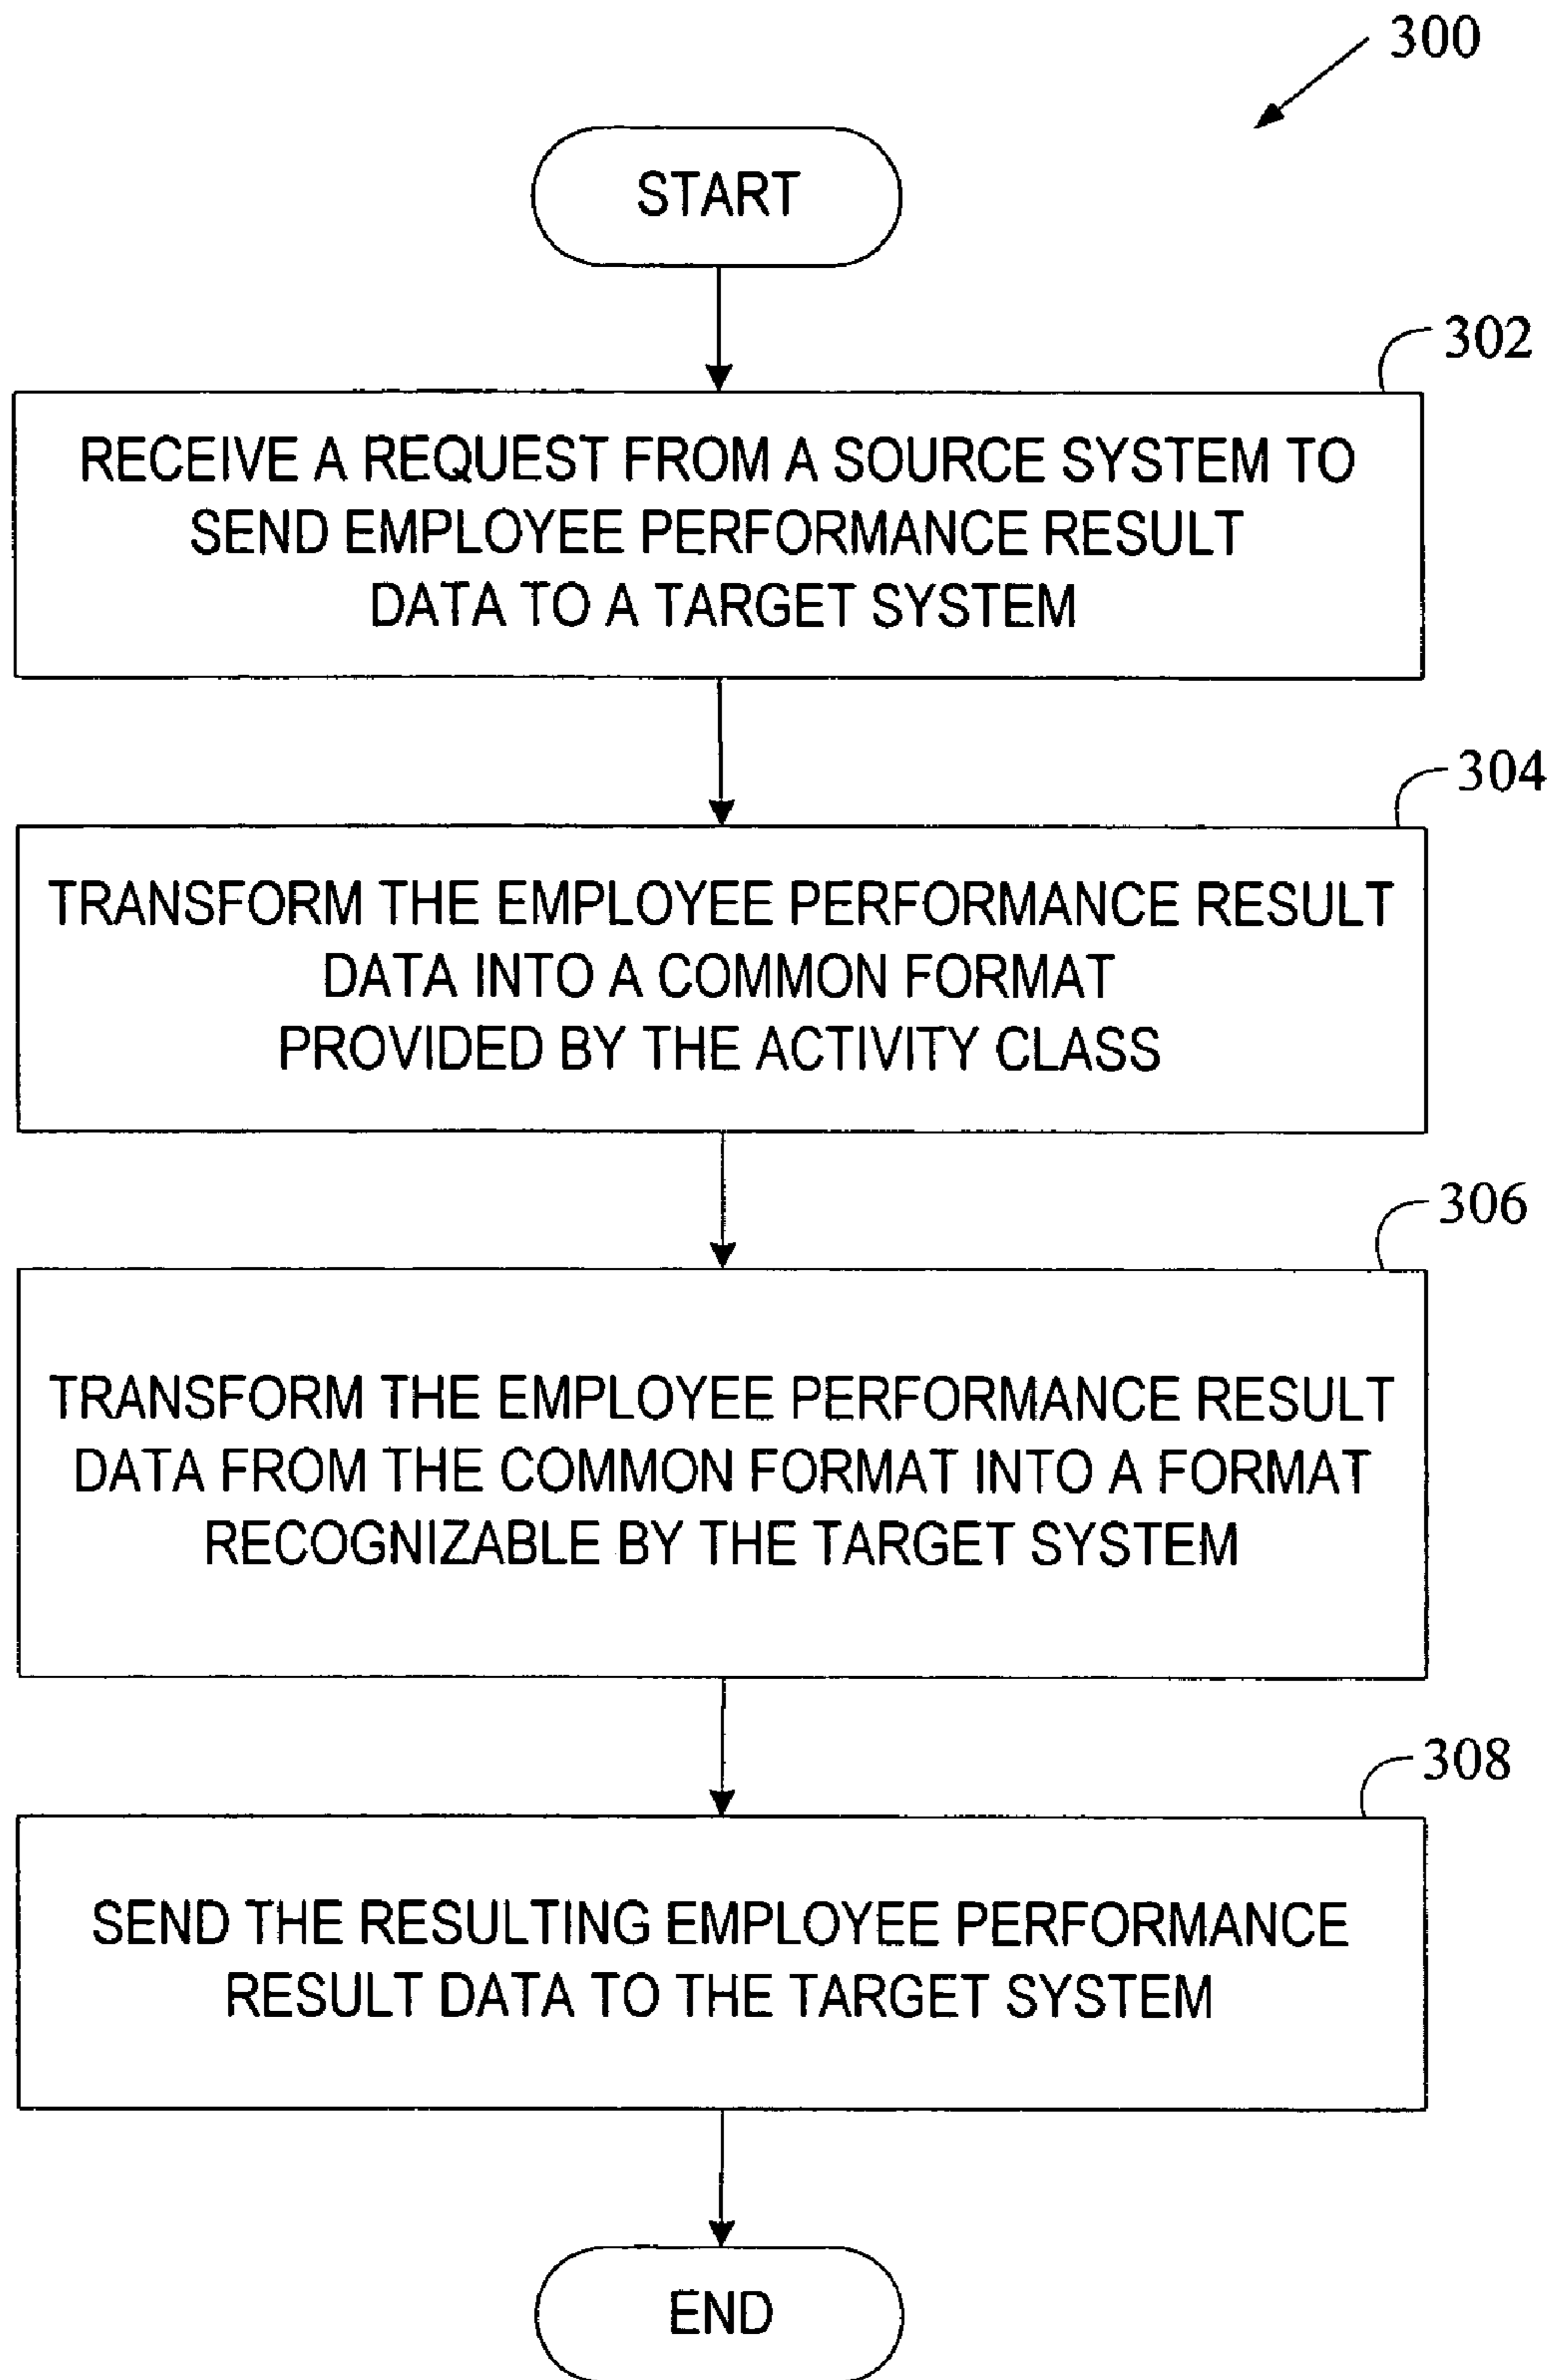 300
START
302
RECEIVE A REQUEST FROM A SOURCE SYSTEM TO
SEND EMPLOYEE PERFORMANCE RESULT
DATA TO A TARGET SYSTEM
304
TRANSFORM THE EMPLOYEE PERFORMANCE RESULT
DATA INTO A COMMON FORMAT
PROVIDED BY THE ACTIVITY CLASS
306
TRANSFORM THE EMPLOYEE PERFORMANCE RESULT
DATA FROM THE COMMON FORMAT INTO A FORMAT
RECOGNIZABLE BY THE TARGET SYSTEM
308
SEND THE RESULTING EMPLOYEE PERFORMANCE
RESULT DATA TO THE TARGET SYSTEM
END